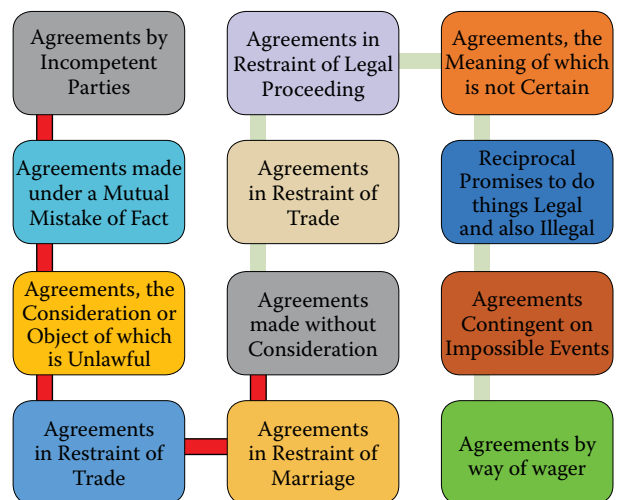 Agreements by
Incompetent
Parties
Agreements made
under a Mutual
Mistake of Fact
Agreements, the
Consideration or
Object of which
is Unlawful
Agreements
in Restraint of
Trade
Agreements
in Restraint of
Marriage
Agreements
made without
Consideration
Agreements
in Restraint of
Trade
Agreements in
Restraint of Legal
Proceeding
Agreements, the
Meaning of which
is not Certain
Reciprocal
Promises to do
things Legal
and also Illegal
Agreements
Contingent on
Impossible Events
Agreements by
way of wager